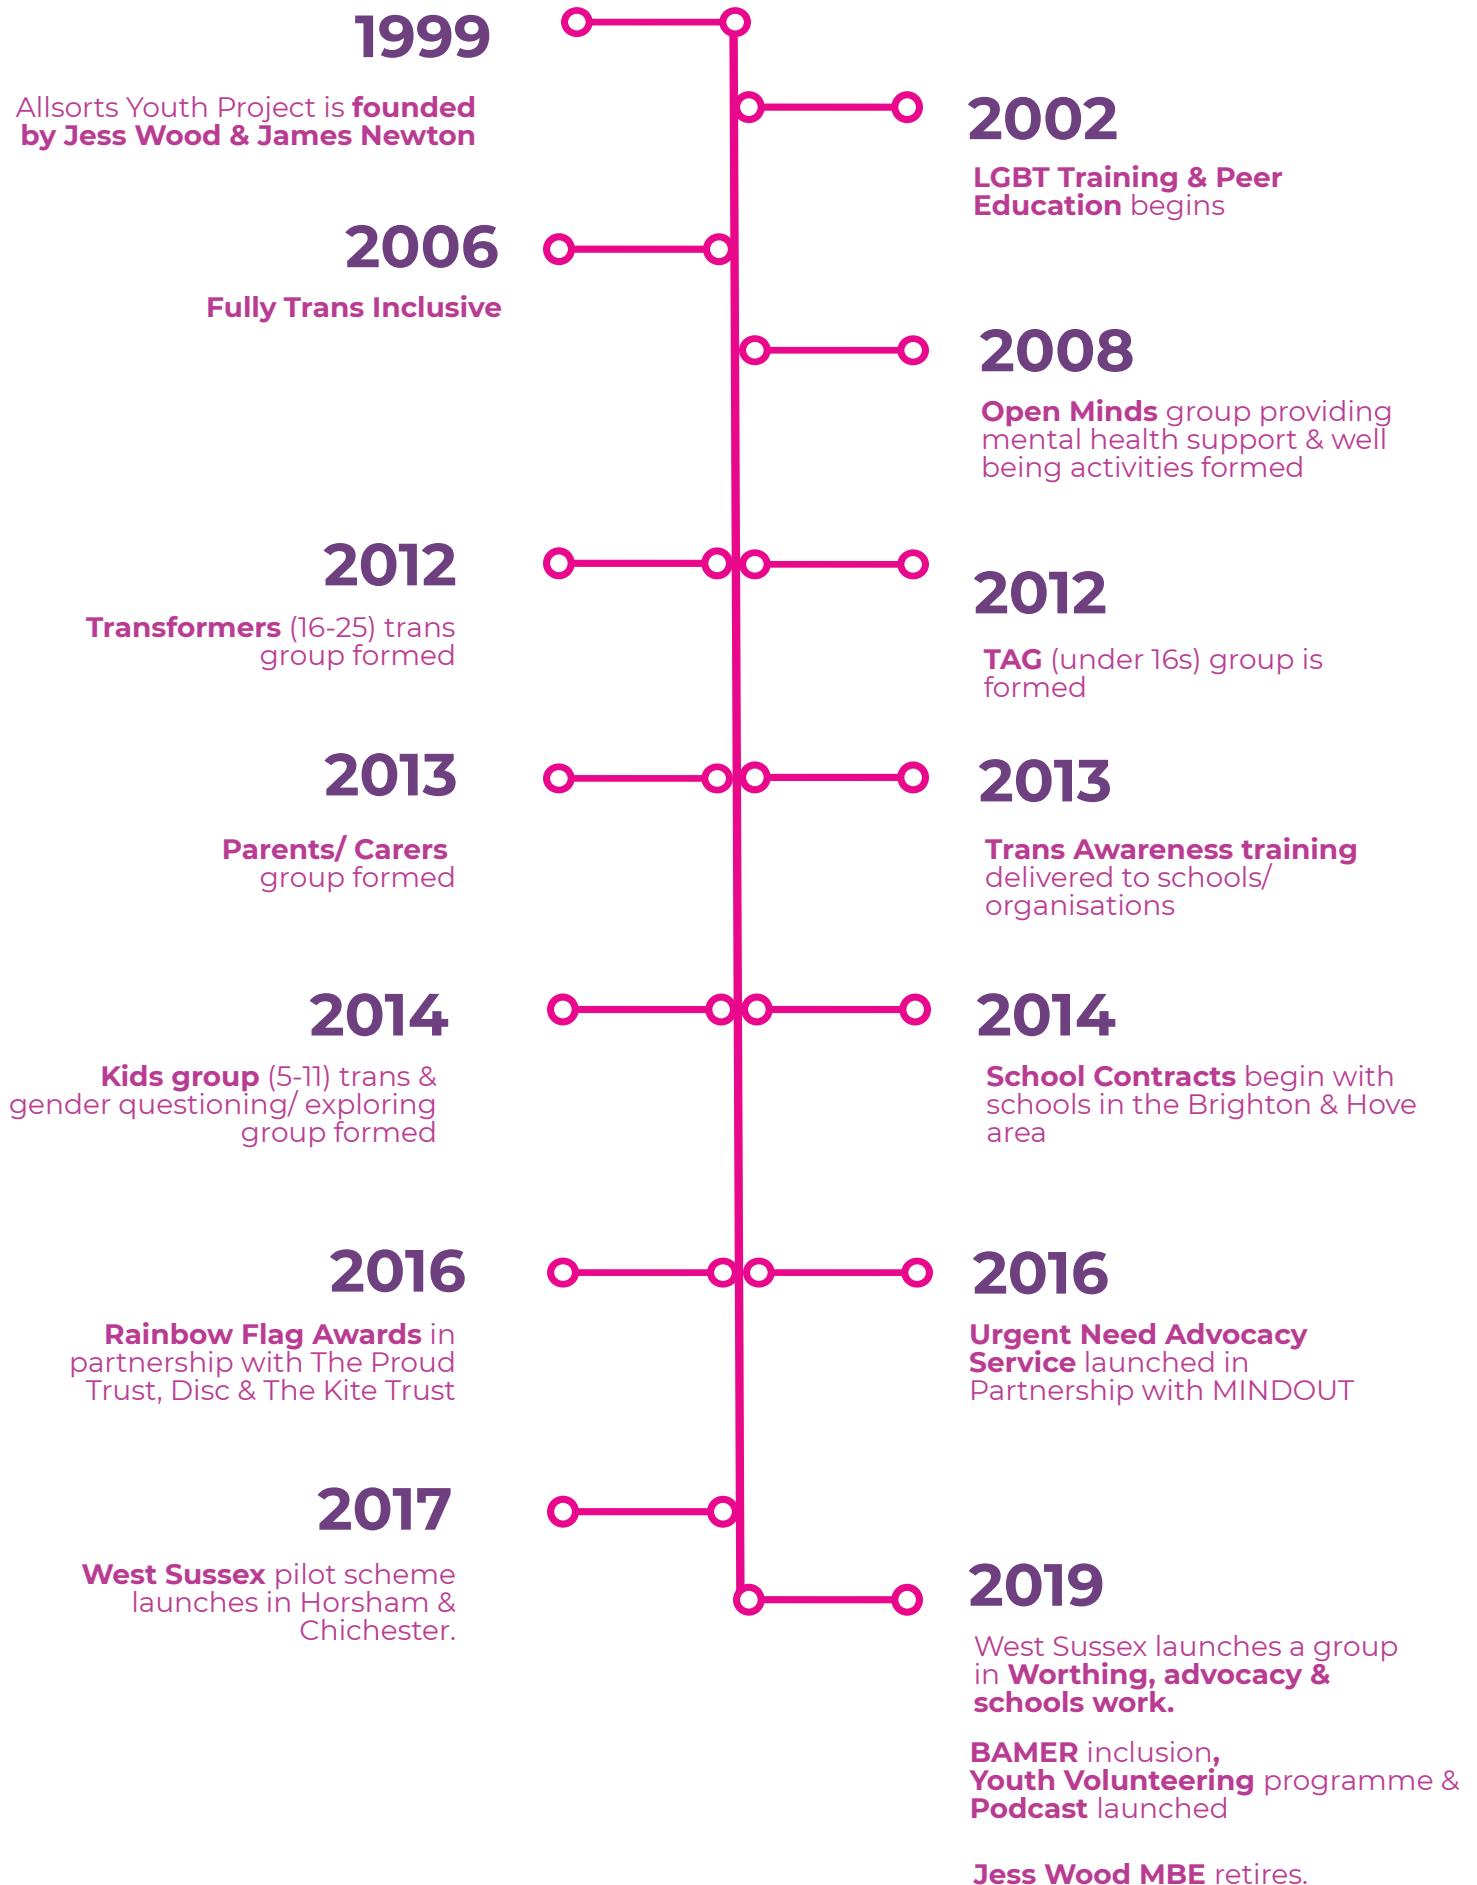 1999
Allsorts Youth Project is founded
by Jess Wood & James Newton
2002
LGBT Training & Peer
Education begins
2006
Fully Trans Inclusive
2008
Open Minds group providing
mental health support & well
being activities formed
2012
Transformers (16-25) trans
group formed
2012
TAG (under 16s) group is
formed
2013
Parents/ Carers
group formed
2013
Trans Awareness training
delivered to schools/
organisations
2014
Kids group (5-11) trans &
gender questioning/ exploring
group formed
2014
School Contracts begin with
schools in the Brighton & Hove
area
2016
Rainbow Flag Awards in
partnership with The Proud
Trust, Disc & The Kite Trust
2016
Urgent Need Advocacy
Service launched in
Partnership with MINDOUT
2017
West Sussex pilot scheme
launches in Horsham &
Chichester.
2019
West Sussex launches a group
in Worthing, advocacy &
schools work.
BAMER inclusion,
Youth Volunteering programme &
Podcast launched
Jess Wood MBE retires.